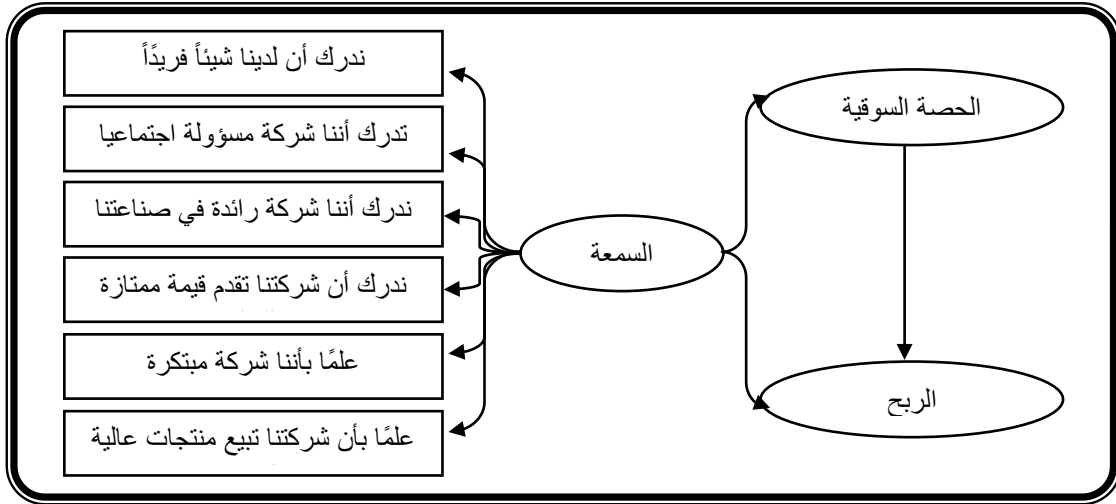 ندرك أن لدينا شيئاً فريدًاً
تدرك أننا شركة مسؤولة اجتماعيا
ندرك أننا شركة رائدة في صناعتنا
ندرك أن شركتنا تقدم قيمة ممتازة
علمًا بأننا شركة مبتكرة
علمًا بأن شركتنا تبيع منتجات عالية
السمعة
الحصة السوقية
الربح